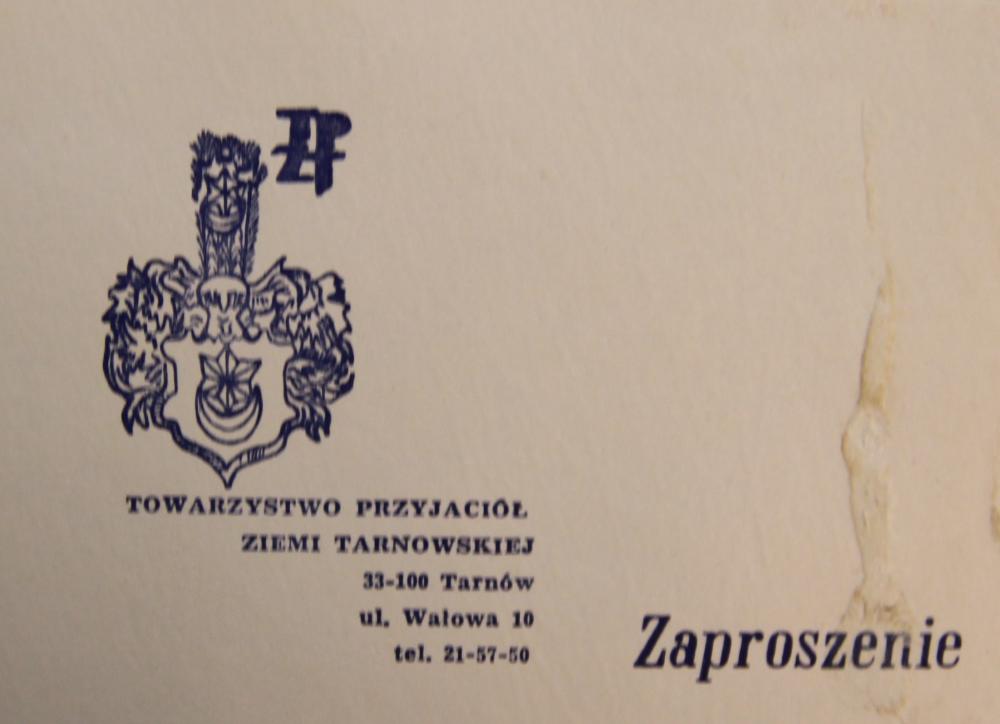 TOWARZYSTWO PRZYJACIÓŁ
ZIEMI TARNOWSKIEJ
33-100 Tarnów
ul. Wałowa 10
tel. 21-57-50
Zaproszenie